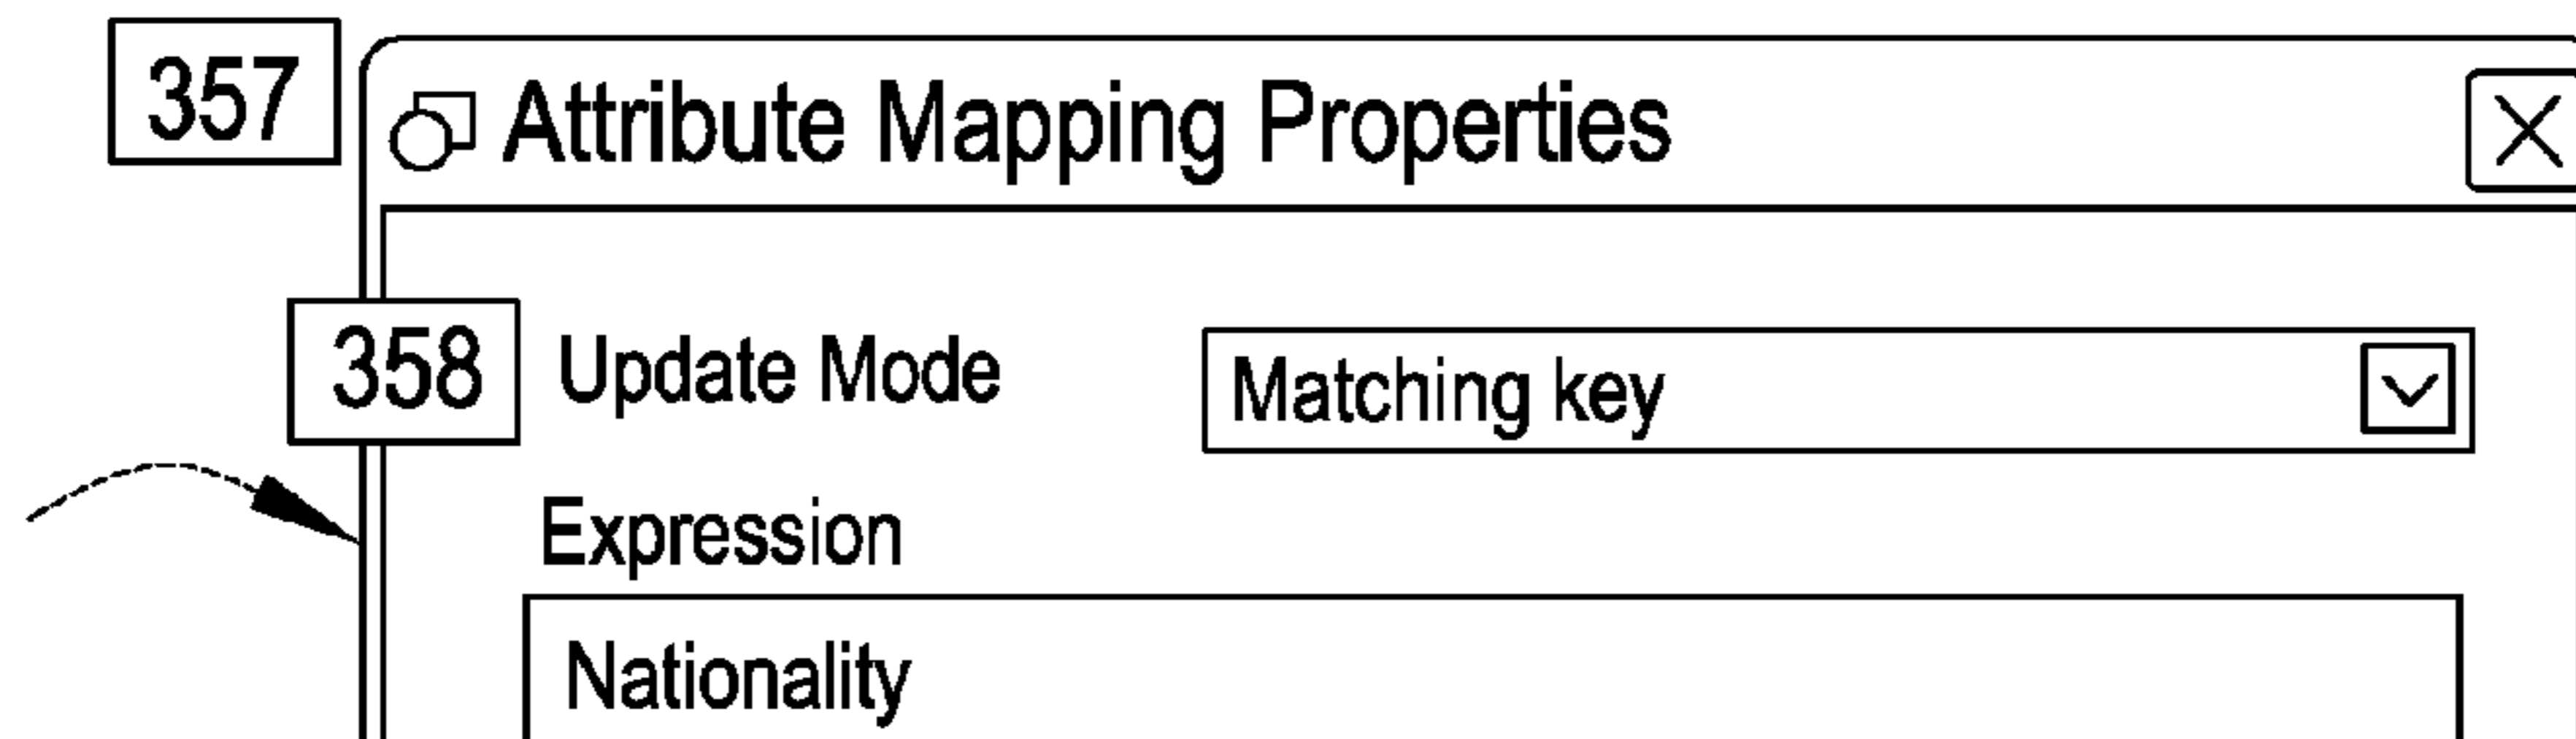 357
Attribute Mapping Properties
358 Update Mode Matching key
Expression
Nationality